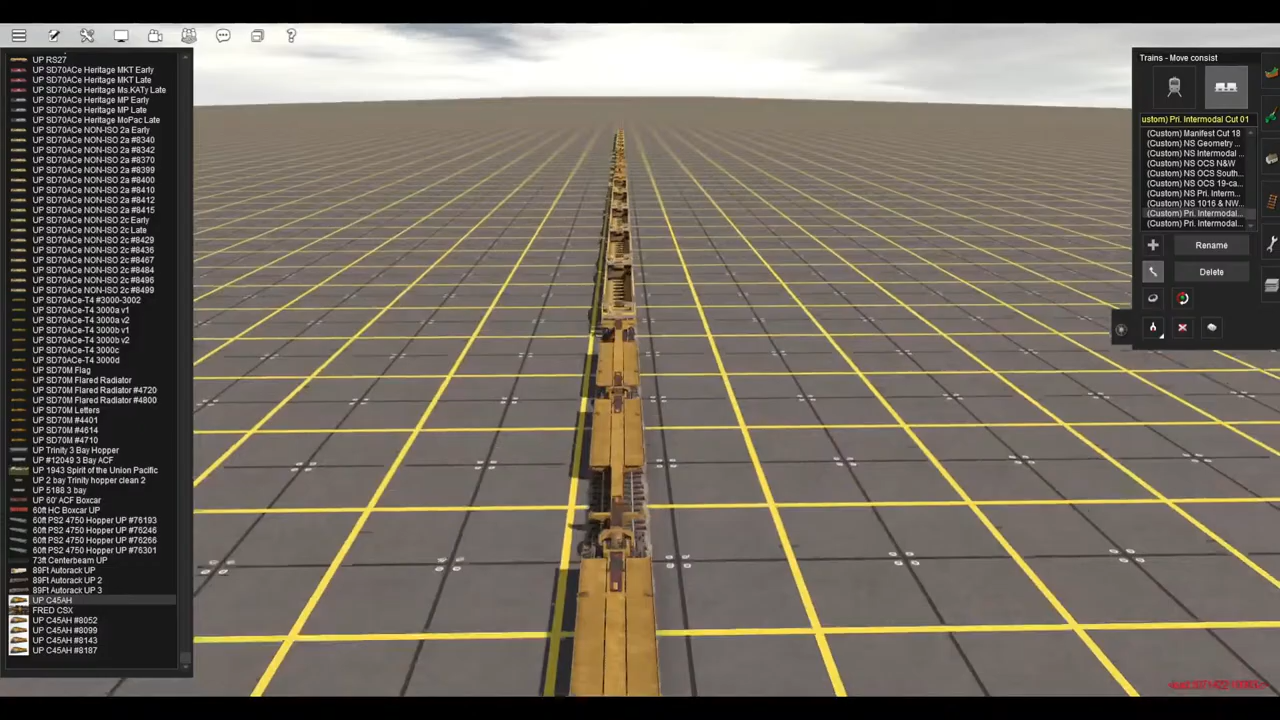 UP RS27
UP SD70ACe Heritage MKT Early
UP SD70ACe Heritage MKT Late
UP SD70ACe Heritage Ms.KATy Late
UP SD70ACe Heritage MP Early
UP SD70ACe Heritage MP Late
UP SD70ACe Heritage MoPac Late
UP SD70ACe NON-ISO 2a Early
UP SD70ACe NON-ISO 2a #8340
UP SD70ACe NON-ISO 2a #8342
UP SD70ACe NON-ISO 2a #8370
UP SD70ACe NON-ISO 2a #8399
UP SD70ACe NON-ISO 2a #8400
UP SD70ACe NON-ISO 2a #8410
UP SD70ACe NON-ISO 2a #8412
UP SD70ACe NON-ISO 2a #8415
UP SD70ACe NON-ISO 2c Early
UP SD70ACe NON-ISO 2c Late
UP SD70ACe NON-ISO 2c #8429
UP SD70ACe NON-ISO 2c #8436
UP SD70ACe NON-ISO 2c #8467
UP SD70ACe NON-ISO 2c #8484
UP SD70ACe NON-ISO 2c #8496
UP SD70ACe NON-ISO 2c #8499
UP SD70ACe-T4 #3000-3002
UP SD70ACe-T4 3000a v1
UP SD70ACe-T4 3000a v2
UP SD70ACe-T4 3000b v1
UP SD70ACe-T4 3000b v2
UP SD70ACe-T4 3000c
UP SD70ACe-T4 3000d
UP SD70M Flag
UP SD70M Flared Radiator
UP SD70M Flared Radiator #4720
UP SD70M Flared Radiator #4800
UP SD70M Letters
UP SD70M #4401
UP SD70M #4614
UP SD70M #4710
UP Trinity 3 Bay Hopper
UP #12049 3 Bay ACF
UP 1943 Spirit of the Union Pacific
UP 2 bay Trinity hopper clean 2
UP 5188 3 bay
UP 60' ACF Boxcar
60ft HC Boxcar UP
60ft PS2 4750 Hopper UP #76193
60ft PS2 4750 Hopper UP #76246
60ft PS2 4750 Hopper UP #76266
60ft PS2 4750 Hopper UP #76301
73ft Centerbeam UP
89Ft Autorack UP
89Ft Autorack UP 2
89Ft Autorack UP 3
UP C45AH
FRED CSX
UP C45AH #8052
UP C45AH #8099
UP C45AH #8143
UP C45AH #8187
Trains - Move consist
ustom) Pri. Intermodal Cut 01
(Custom) Manifest Cut 18
(Custom) NS Geometry ...
(Custom) NS Intermodal ...
(Custom) NS OCS N&W
(Custom) NS OCS South...
(Custom) NS OCS 19-ca...
(Custom) NS Pri. Interm...
(Custom) NS 1016 & NW...
(Custom) Pri. Intermodal...
(Custom) Pri. Intermodal...
Rename
Delete